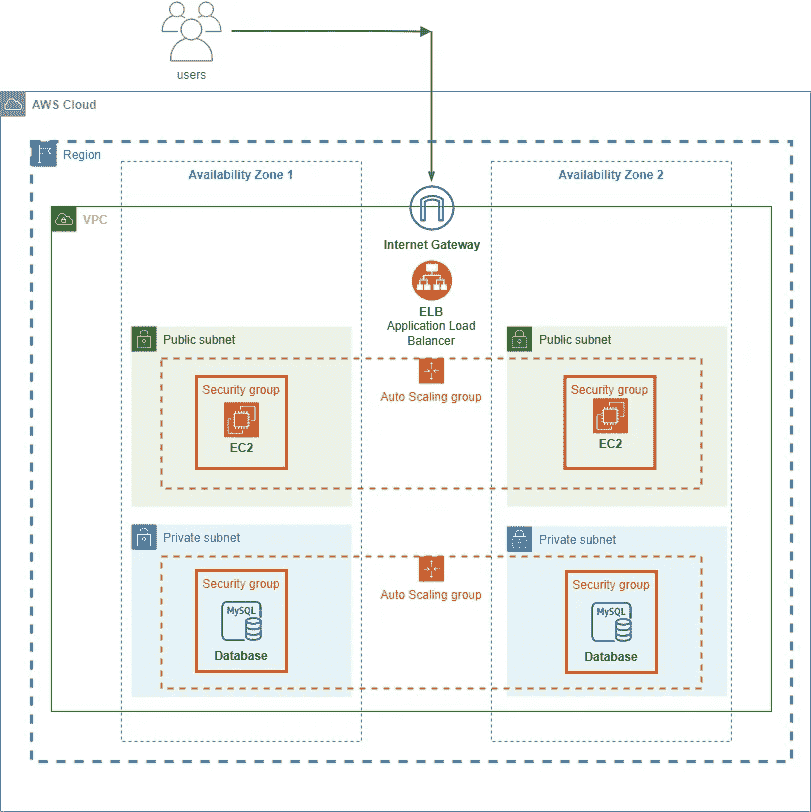 users
AWS Cloud
Region
Availability Zone 1
Availability Zone 2
VPC
Internet Gateway
ELB
Application Load
Balancer
Public subnet
Public subnet
Auto Scaling group
Security group
EC2
Security group
EC2
Private subnet
Private subnet
Auto Scaling group
Security group
MySQL
Database
Security group
MySQL
Database